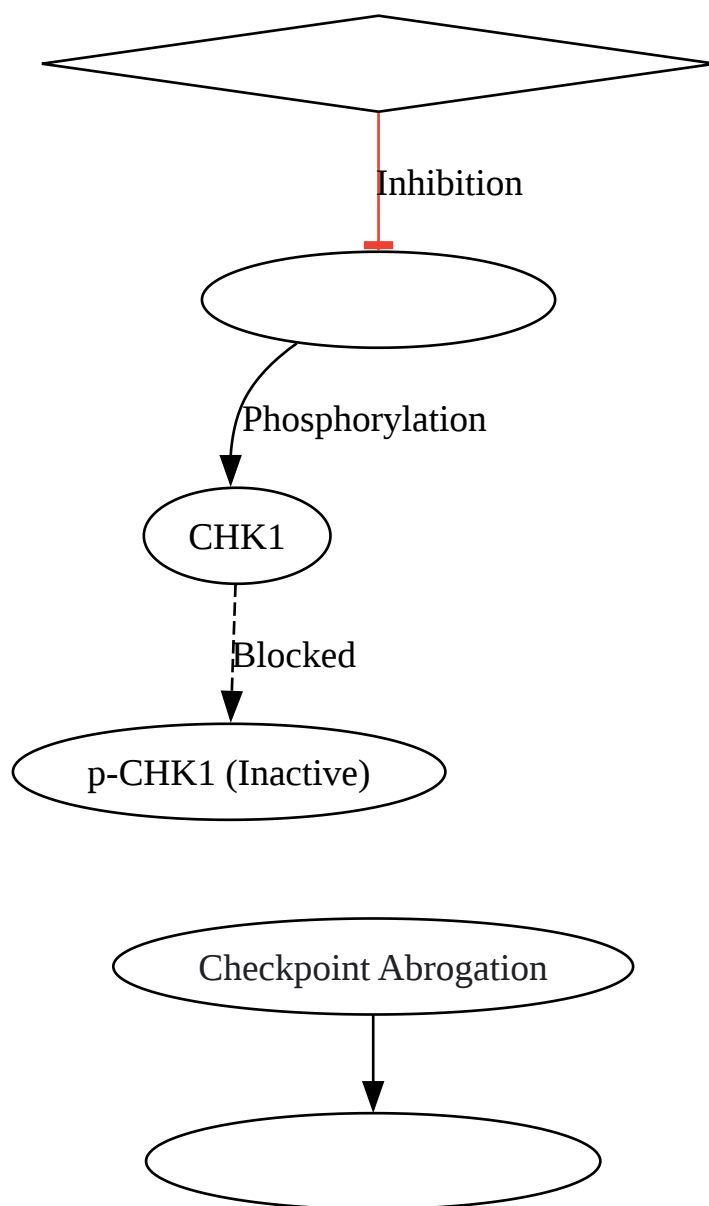 Inhibition
Phosphorylation
CHK1
Blocked
p-CHK1 (Inactive)
Checkpoint Abrogation